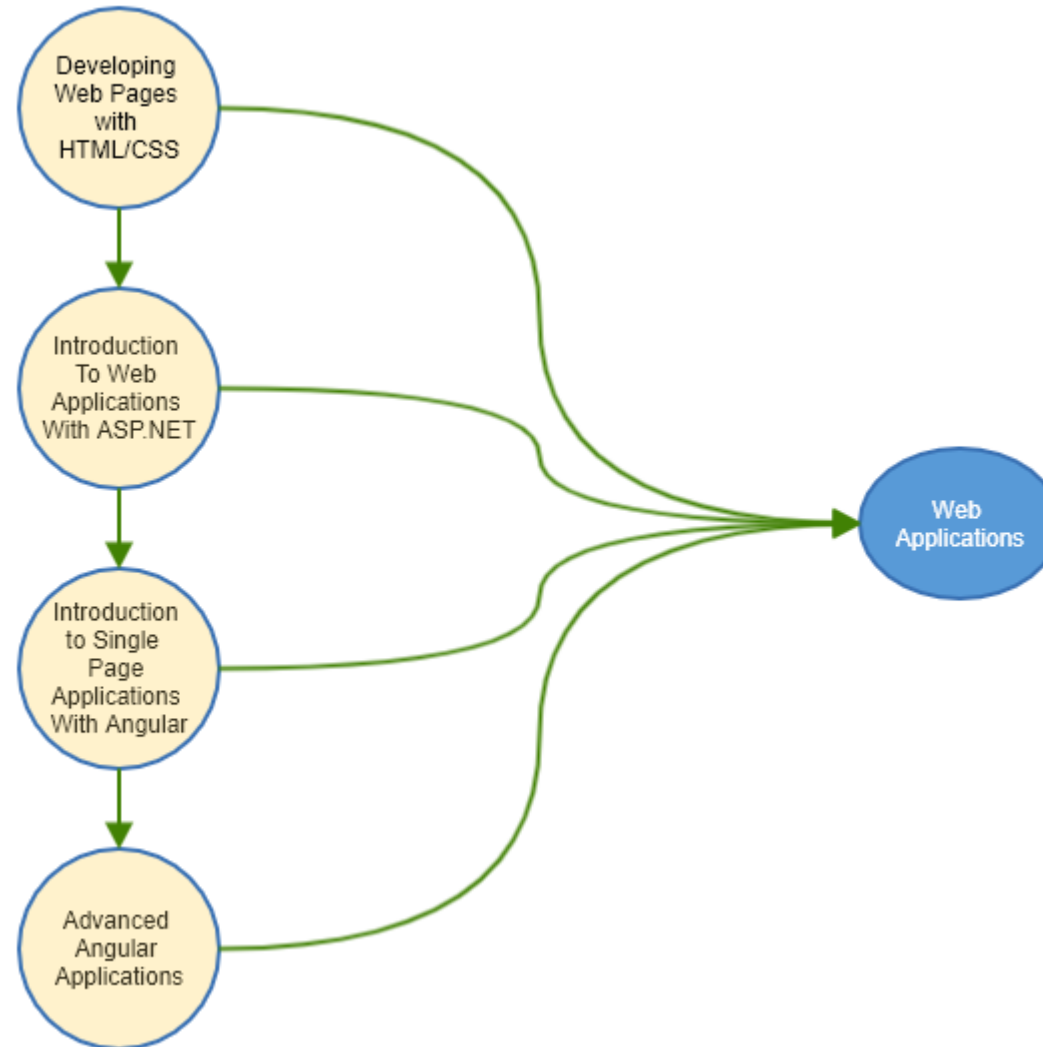 Developing
Web Pages
with
HTML/CSS
Introduction
To Web
Applications
With ASP.NET
Introduction
to Single
Page
Applications
With Angular
Advanced
Angular
Applications
Web
Applications